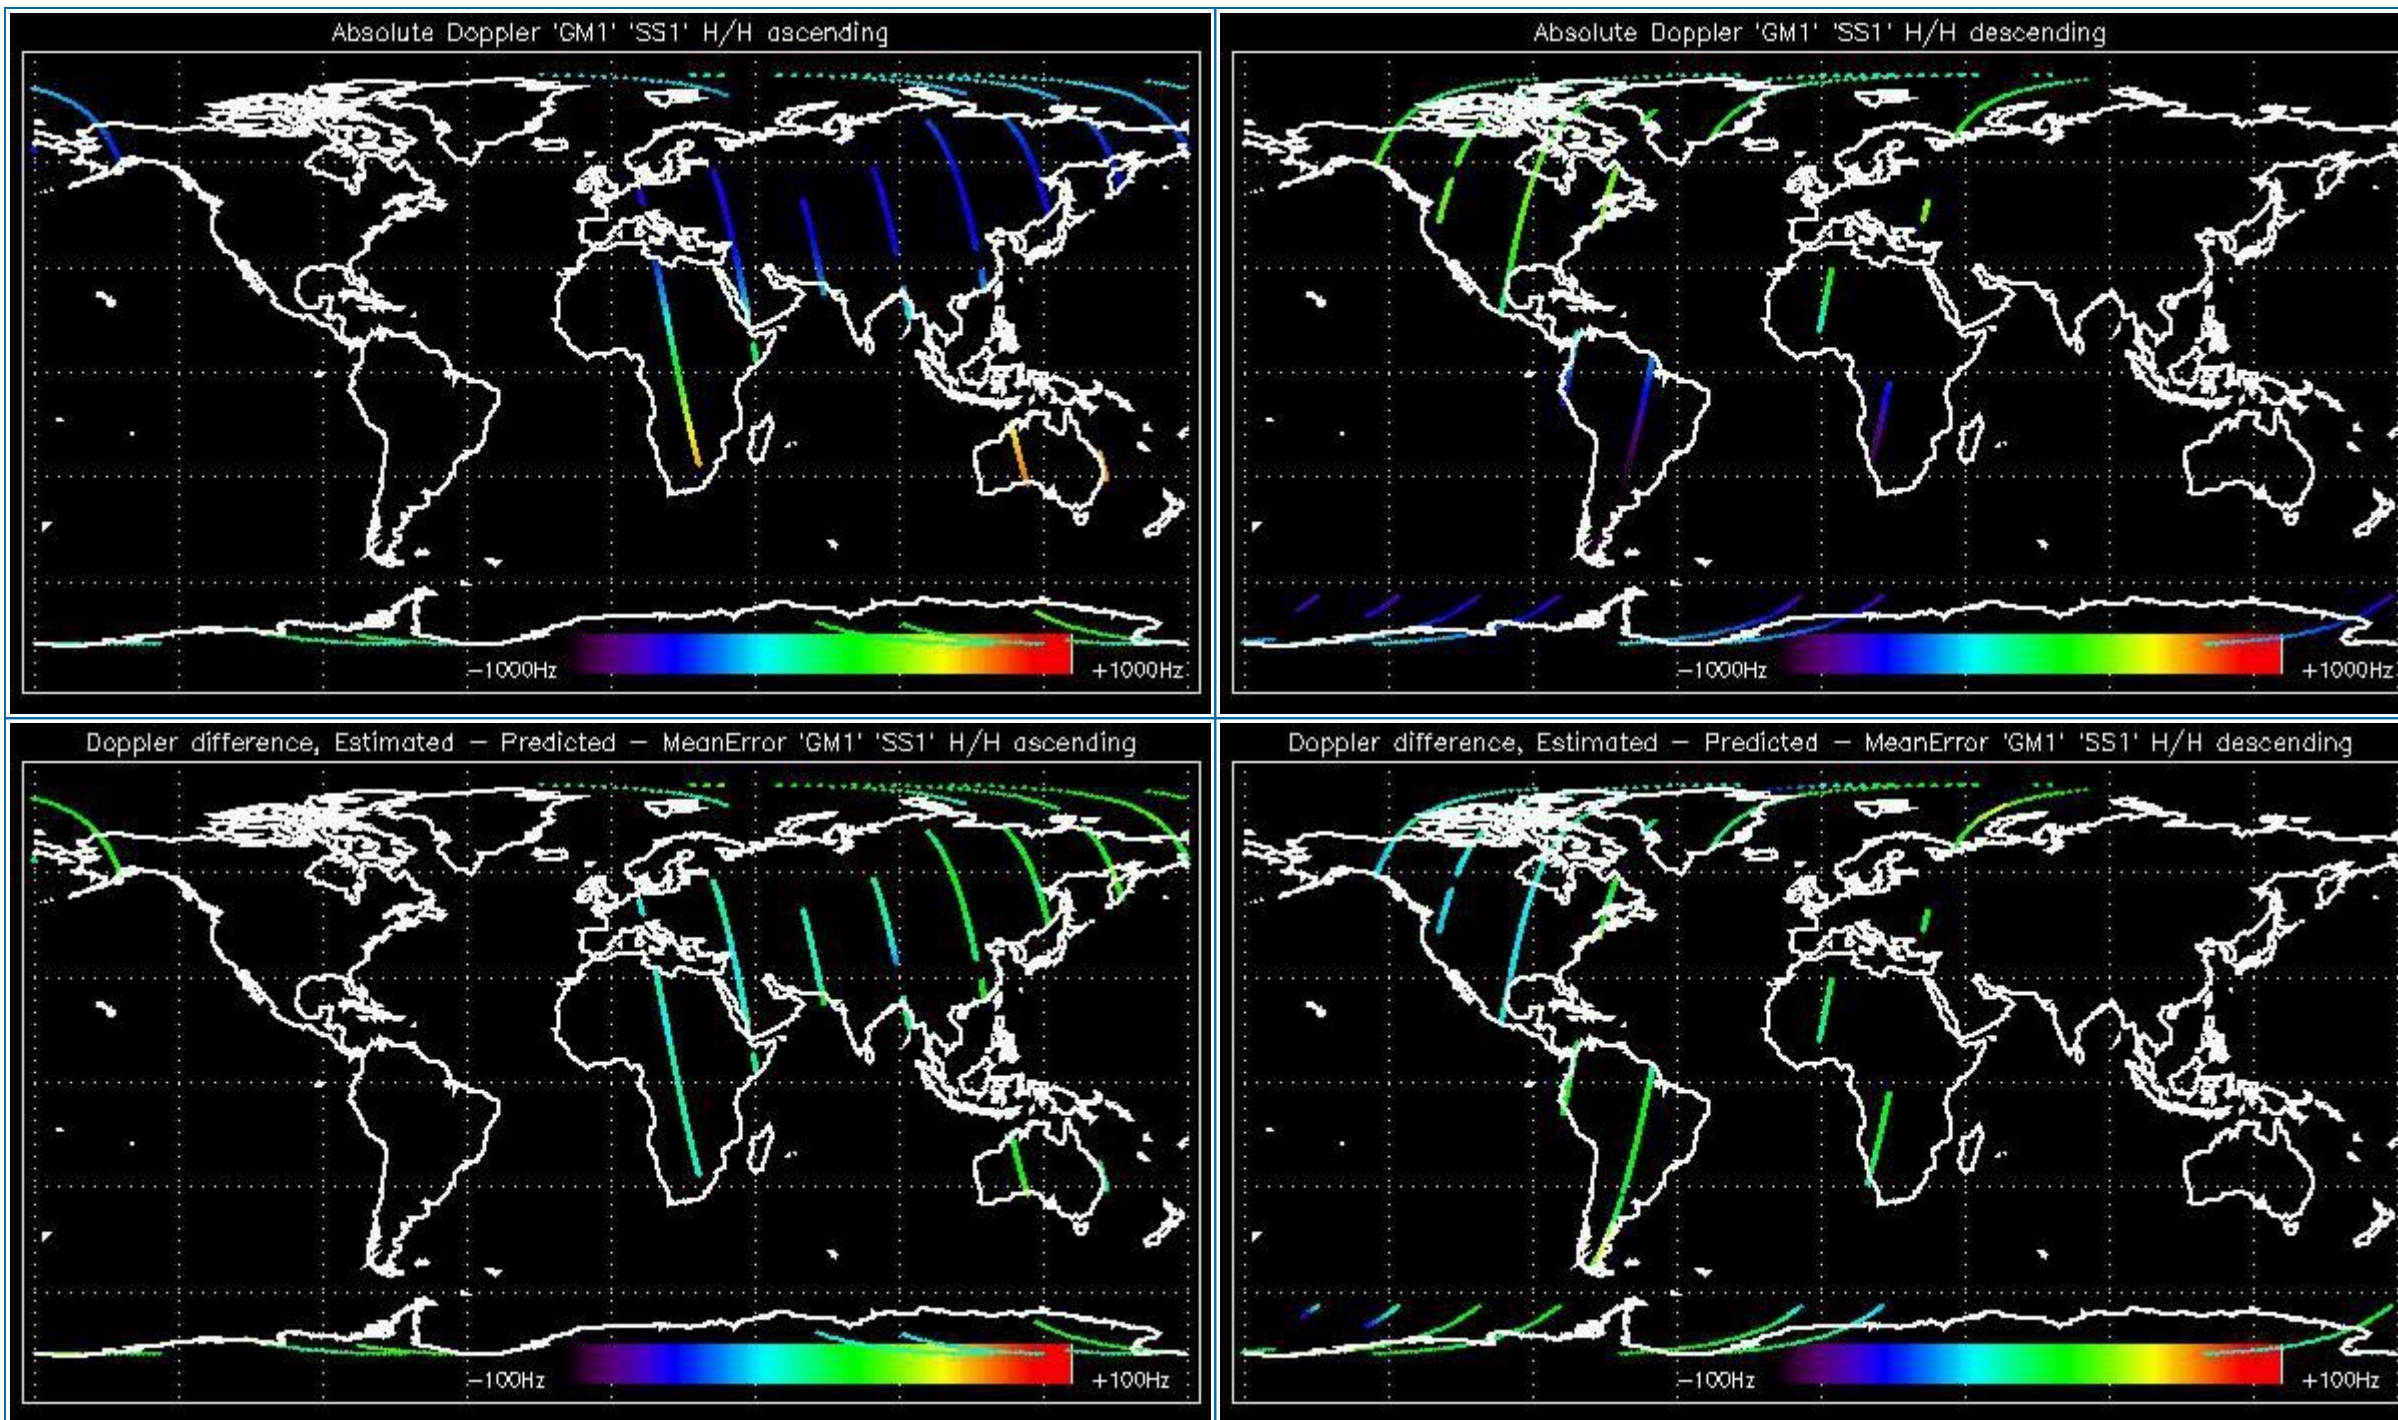 Absolute Doppler 'GM1' 'SS1' H/H ascending
-1000Hz
+1000Hz
Absolute Doppler 'GM1' 'SS1' H/H descending
-1000Hz
+1000Hz
Doppler difference, Estimated - Predicted - MeanError 'GM1' 'SS1' H/H ascending
-100Hz
+100Hz
Doppler difference, Estimated - Predicted - MeanError 'GM1' 'SS1' H/H descending
-100Hz
+100Hz